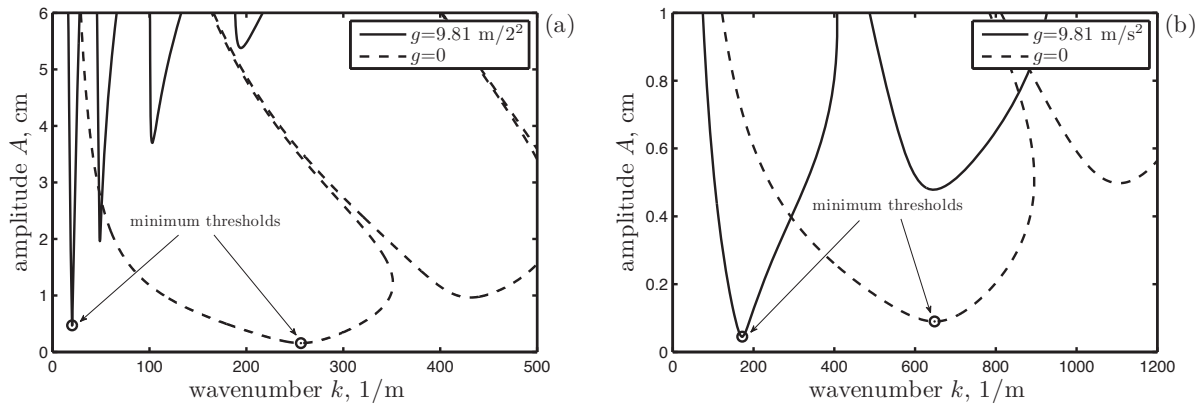 (a)
g=9.81 m/2²
g=0
minimum thresholds
amplitude A, cm
6
5
4
3
2
1
0
0 100 200 300 400 500
wavenumber k, 1/m
(b)
g=9.81 m/s²
g=0
minimum thresholds
amplitude A, cm
1
0.8
0.6
0.4
0.2
0
0 200 400 600 800 1000 1200
wavenumber k, 1/m